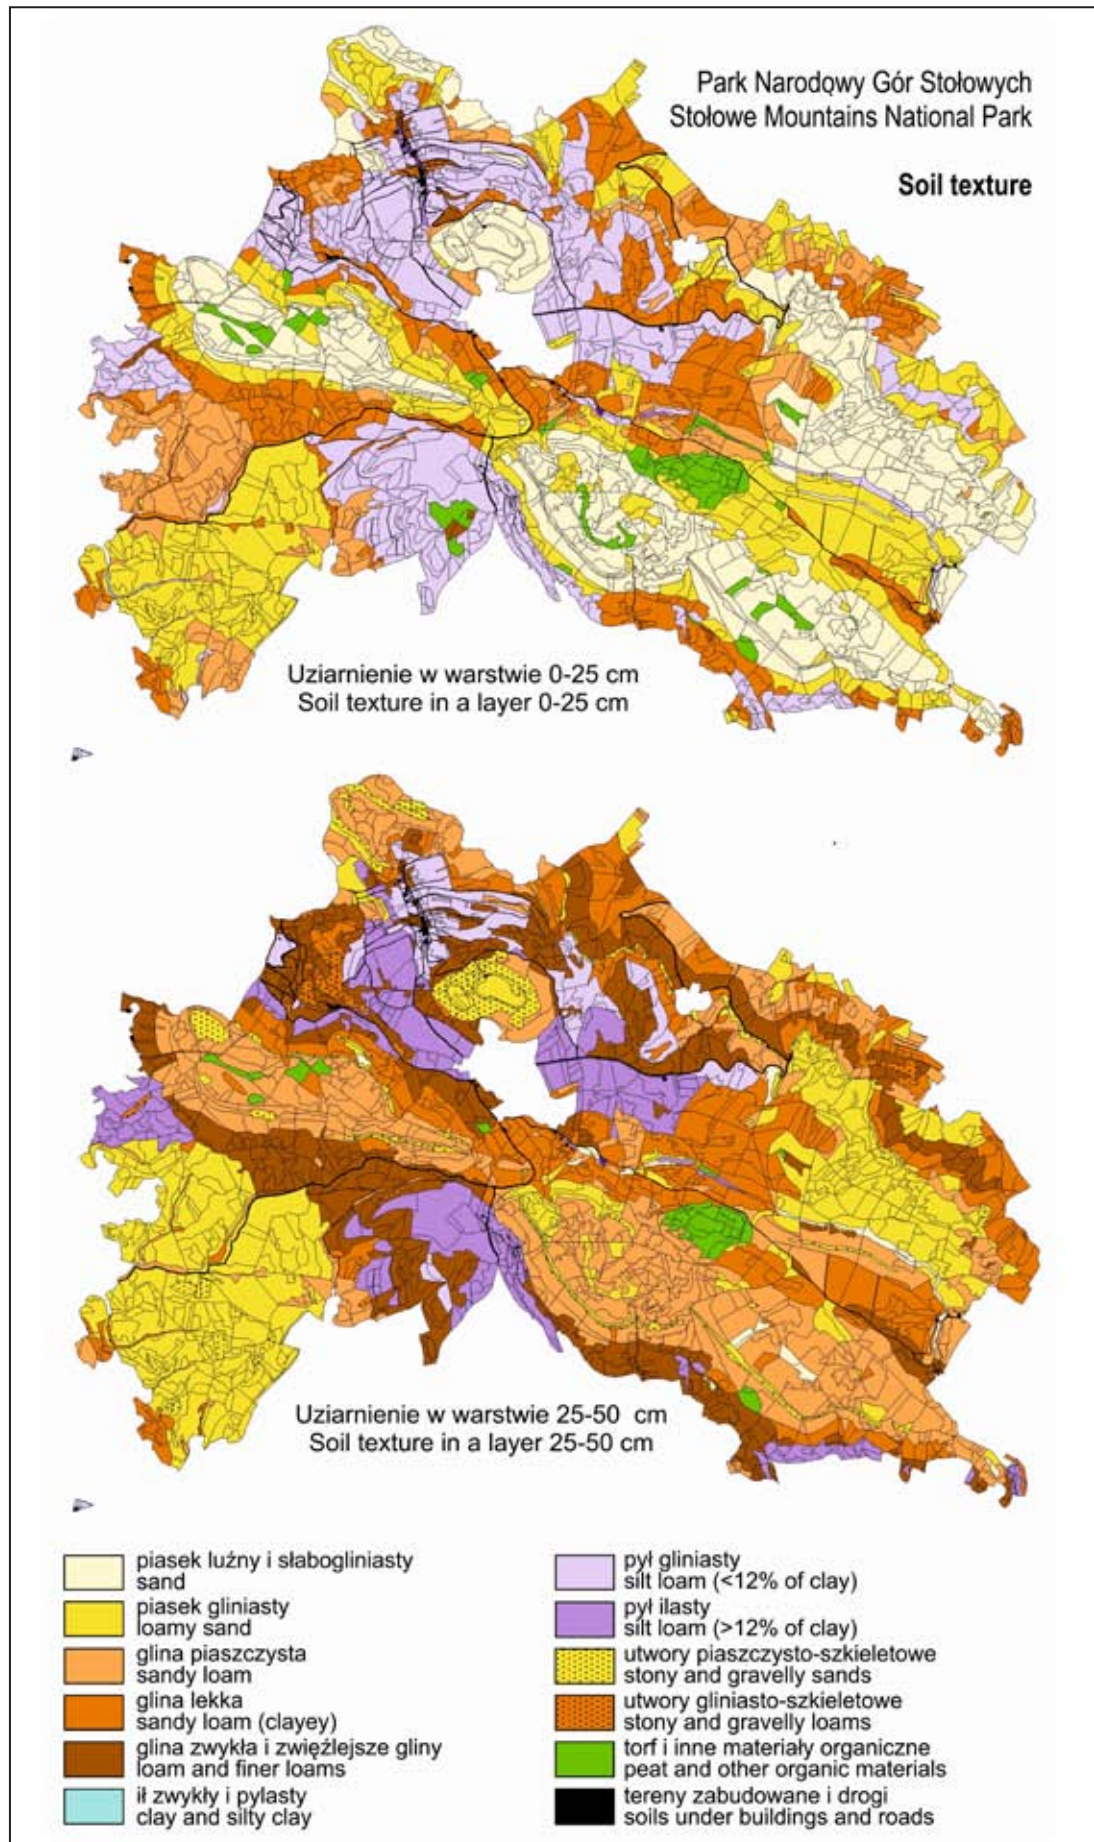 Park Narodowy Gór Stołowych
Stołowe Mountains National Park
Soil texture
Uziarnienie w warstwie 0-25 cm
Soil texture in a layer 0-25 cm
Uziarnienie w warstwie 25-50 cm
Soil texture in a layer 25-50 cm
piasek luźny i słabogliniasty
sand
piasek gliniasty
loamy sand
glina piaszczysta
sandy loam
glina lekka
sandy loam (clayey)
glina zwykła i zwięźlejsze gliny
loam and finer loams
ił zwykły i pylasty
clay and silty clay
pył gliniasty
silt loam (<12% of clay)
pył ilasty
silt loam (>12% of clay)
utwory piaszczysto-szkieletowe
stony and gravelly sands
utwory gliniasto-szkieletowe
stony and gravelly loams
torf i inne materiały organiczne
peat and other organic materials
tereny zabudowane i drogi
soils under buildings and roads